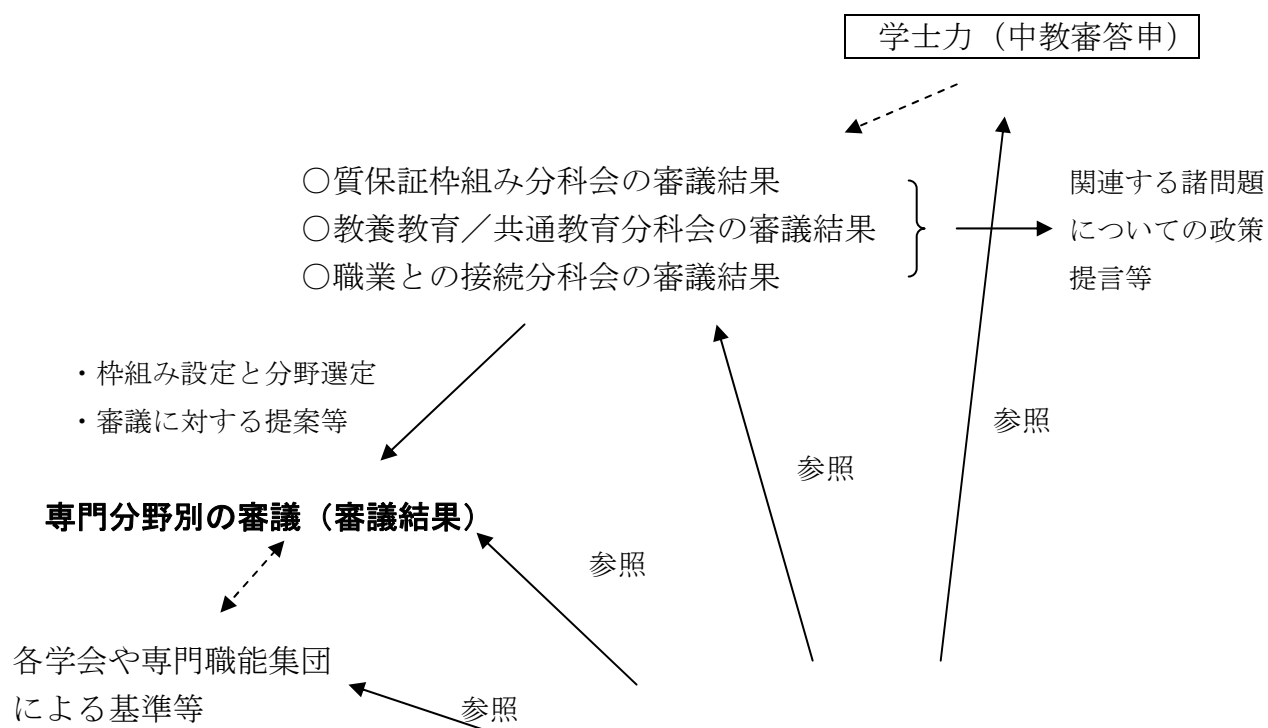 学士力（中教審答申）
○質保証枠組み分科会の審議結果
○教養教育／共通教育分科会の審議結果
○職業との接続分科会の審議結果
関連する諸問題
についての政策
提言等
・枠組み設定と分野選定
・審議に対する提案等
参照
参照
専門分野別の審議（審議結果）
参照
各学会や専門職能集団
による基準等
参照